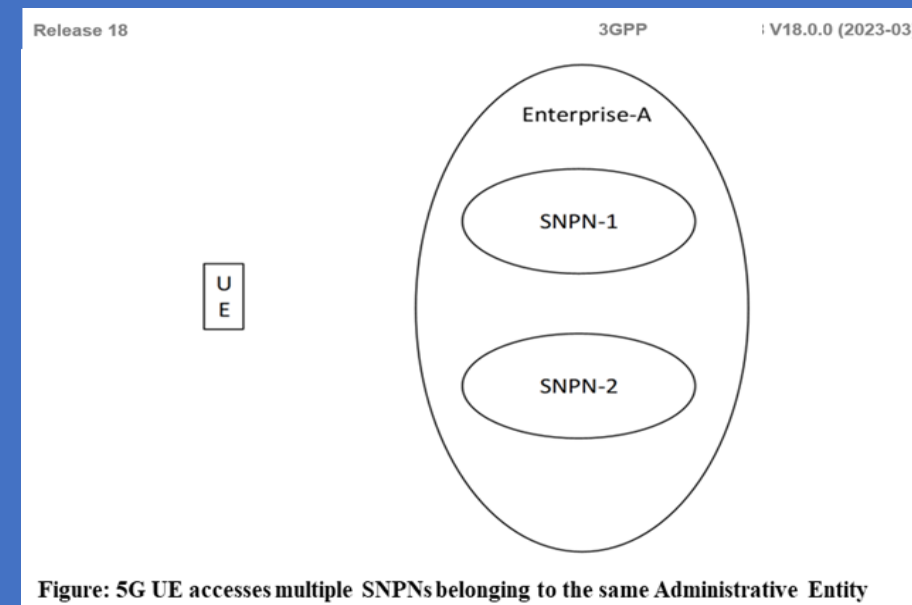 Release 18 3GPP V18.0.0 (2023-03
Enterprise-A
SNPN-1
U
E
SNPN-2
Figure: 5G UE accesses multiple SNPNs belonging to the same Administrative Entity